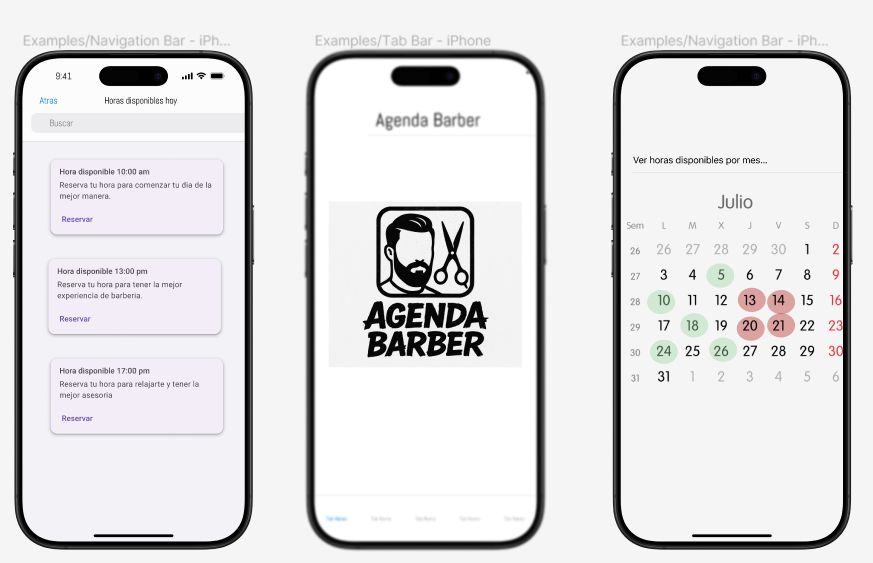 Examples/Navigation Bar - iPh...
9:41
Atras
Horas disponibles hoy
Buscar
Hora disponible 10:00 am
Reserva tu hora para comenzar tu dia de la
mejor manera.
Reservar
Hora disponible 13:00 pm
Reserva tu hora para tener la mejor
experiencia de barberia.
Reservar
Hora disponible 17:00 pm
Reserva tu hora para relajarte y tener la
mejor asesoria
Reservar
Examples/Tab Bar - iPhone
Agenda Barber
AGENDA
BARBER
Tab Name Tab Name Tab Name Tab Name Tab Name
Examples/Navigation Bar - iPh...
Ver horas disponibles por mes...
Julio
Sem L M X J V S D
26 26 27 28 29 30 1 2
27 3 4 5 6 7 8 9
28 10 11 12 13 14 15 16
29 17 18 19 20 21 22 23
30 24 25 26 27 28 29 30
31 31 1 2 3 4 5 6